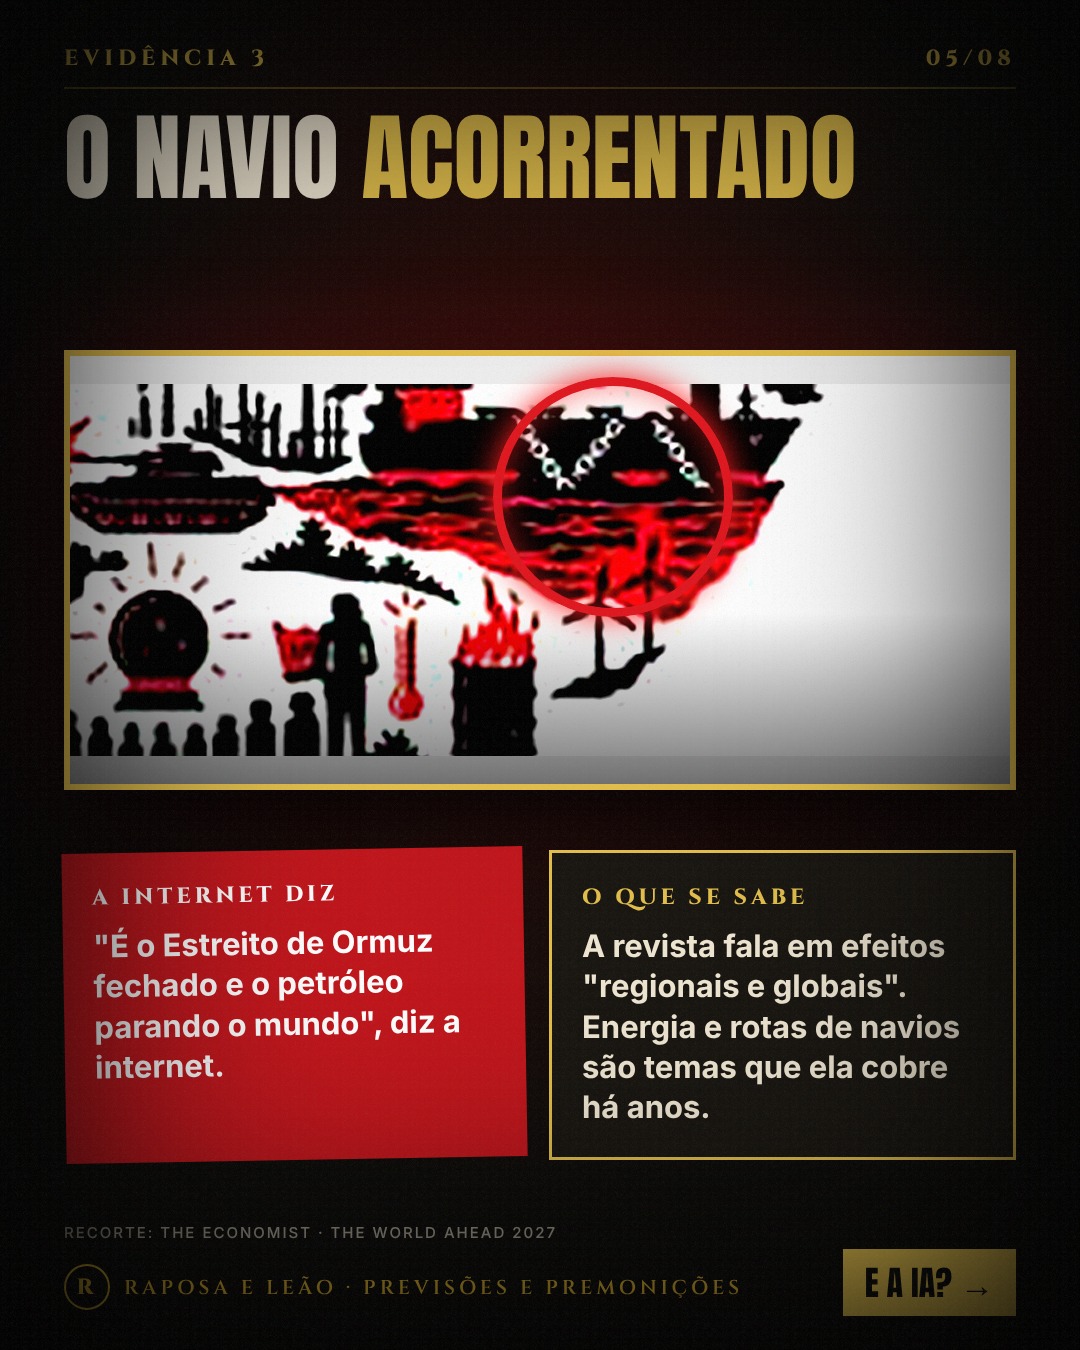 EVIDÊNCIA 3
05/08
O NAVIO ACORRENTADO
A INTERNET DIZ
"É o Estreito de Ormuz
fechado e o petróleo
parando o mundo", diz a
internet.
O QUE SE SABE
A revista fala em efeitos
"regionais e globais".
Energia e rotas de navios
são temas que ela cobre
há anos.
RECORTE: THE ECONOMIST · THE WORLD AHEAD 2027
R RAPOSA E LEÃO · PREVISÕES E PREMONIÇÕES
E A IA? →